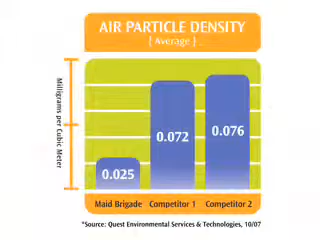 AIR PARTICLE DENSITY
[ Average ]
Milligrams per
Cubic Meter
0.025
0.072
0.076
Maid Brigade Competitor 1 Competitor 2
*Source: Quest Environmental Services & Technologies, 10/07